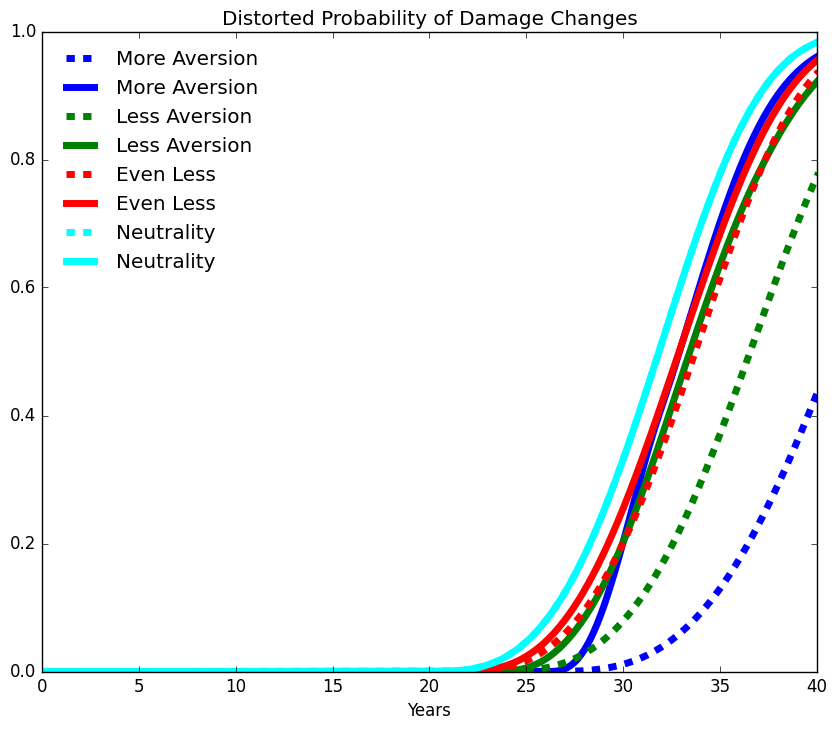 Distorted Probability of Damage Changes
1.0
0.8
0.6
0.4
0.2
0.0
More Aversion
More Aversion
Less Aversion
Less Aversion
Even Less
Even Less
Neutrality
Neutrality
0 5 10 15 20 25 30 35 40
Years